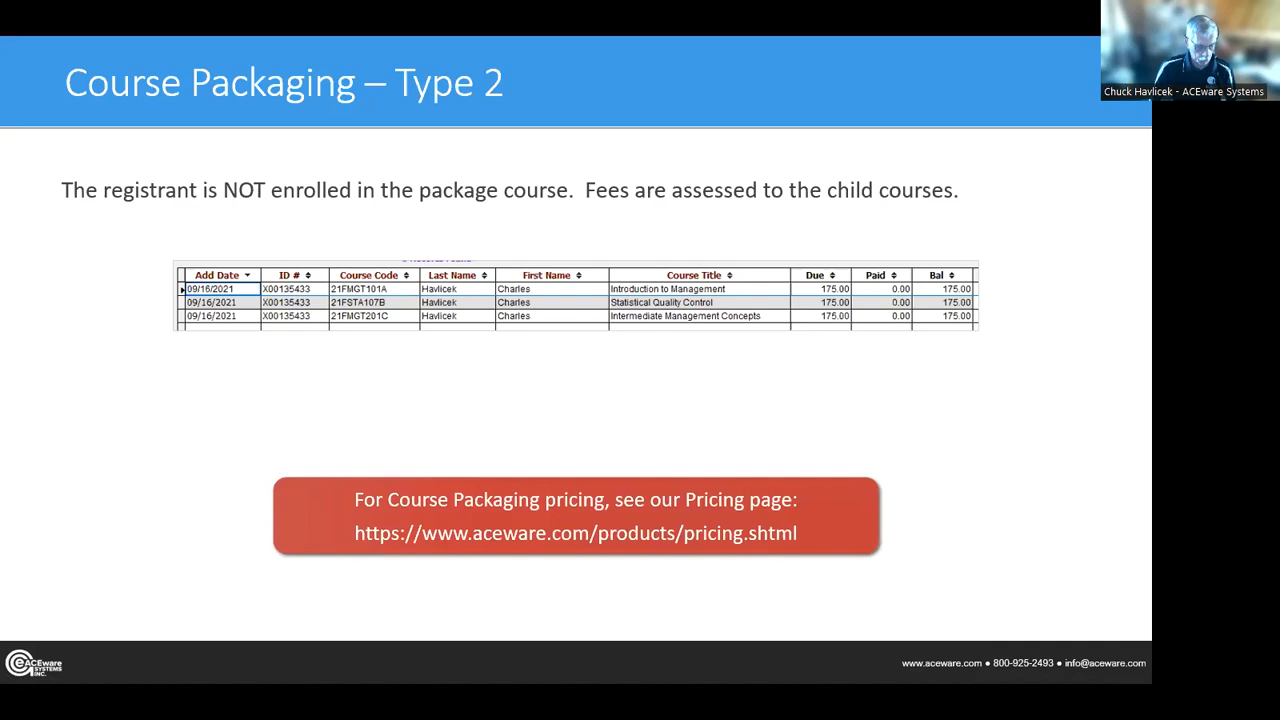 Course Packaging – Type 2
Chuck Havlicek - ACEware Systems
The registrant is NOT enrolled in the package course.  Fees are assessed to the child courses.
Add Date ID # Course Code Last Name First Name Course Title Due Paid Bal
09/16/2021 X00135433 21FMGT101A Havlicek Charles Introduction to Management 175.00 0.00 175.00
09/16/2021 X00135433 21FSTA107B Havlicek Charles Statistical Quality Control 175.00 0.00 175.00
09/16/2021 X00135433 21FMGT201C Havlicek Charles Intermediate Management Concepts 175.00 0.00 175.00
For Course Packaging pricing, see our Pricing page:
https://www.aceware.com/products/pricing.shtml
ACEware
SYSTEMS
INC.
www.aceware.com ● 800-925-2493 ● info@aceware.com